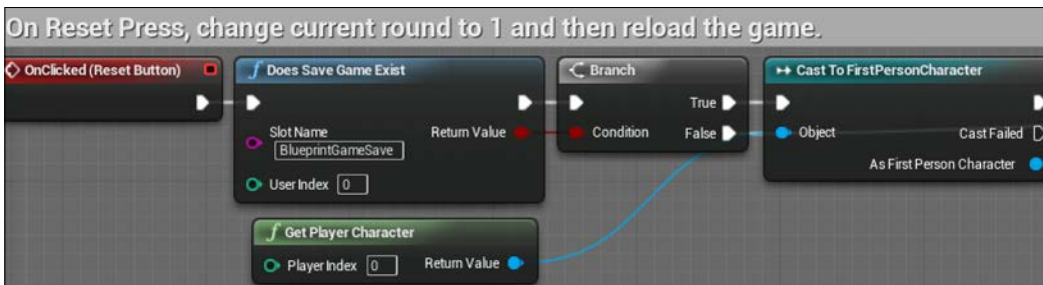 On Reset Press, change current round to 1 and then reload the game.
OnClicked (Reset Button)
Does Save Game Exist
Slot Name
BlueprintGameSave
Return Value
User Index 0
Branch
True
Condition
False
Cast To FirstPersonCharacter
Object
Cast Failed
As First Person Character
Get Player Character
Player Index 0
Return Value